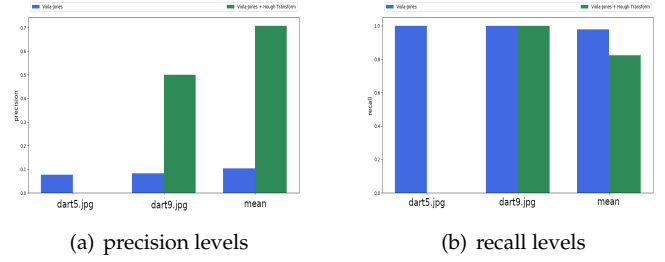 Viola-Jones
Viola-Jones + Hough Transform
precision
0.7
0.6
0.5
0.4
0.3
0.2
0.1
0.0
dart5.jpg dart9.jpg mean
(a) precision levels
Viola-Jones
Viola-Jones + Hough Transform
recall
1.0
0.8
0.6
0.4
0.2
0.0
dart5.jpg dart9.jpg mean
(b) recall levels